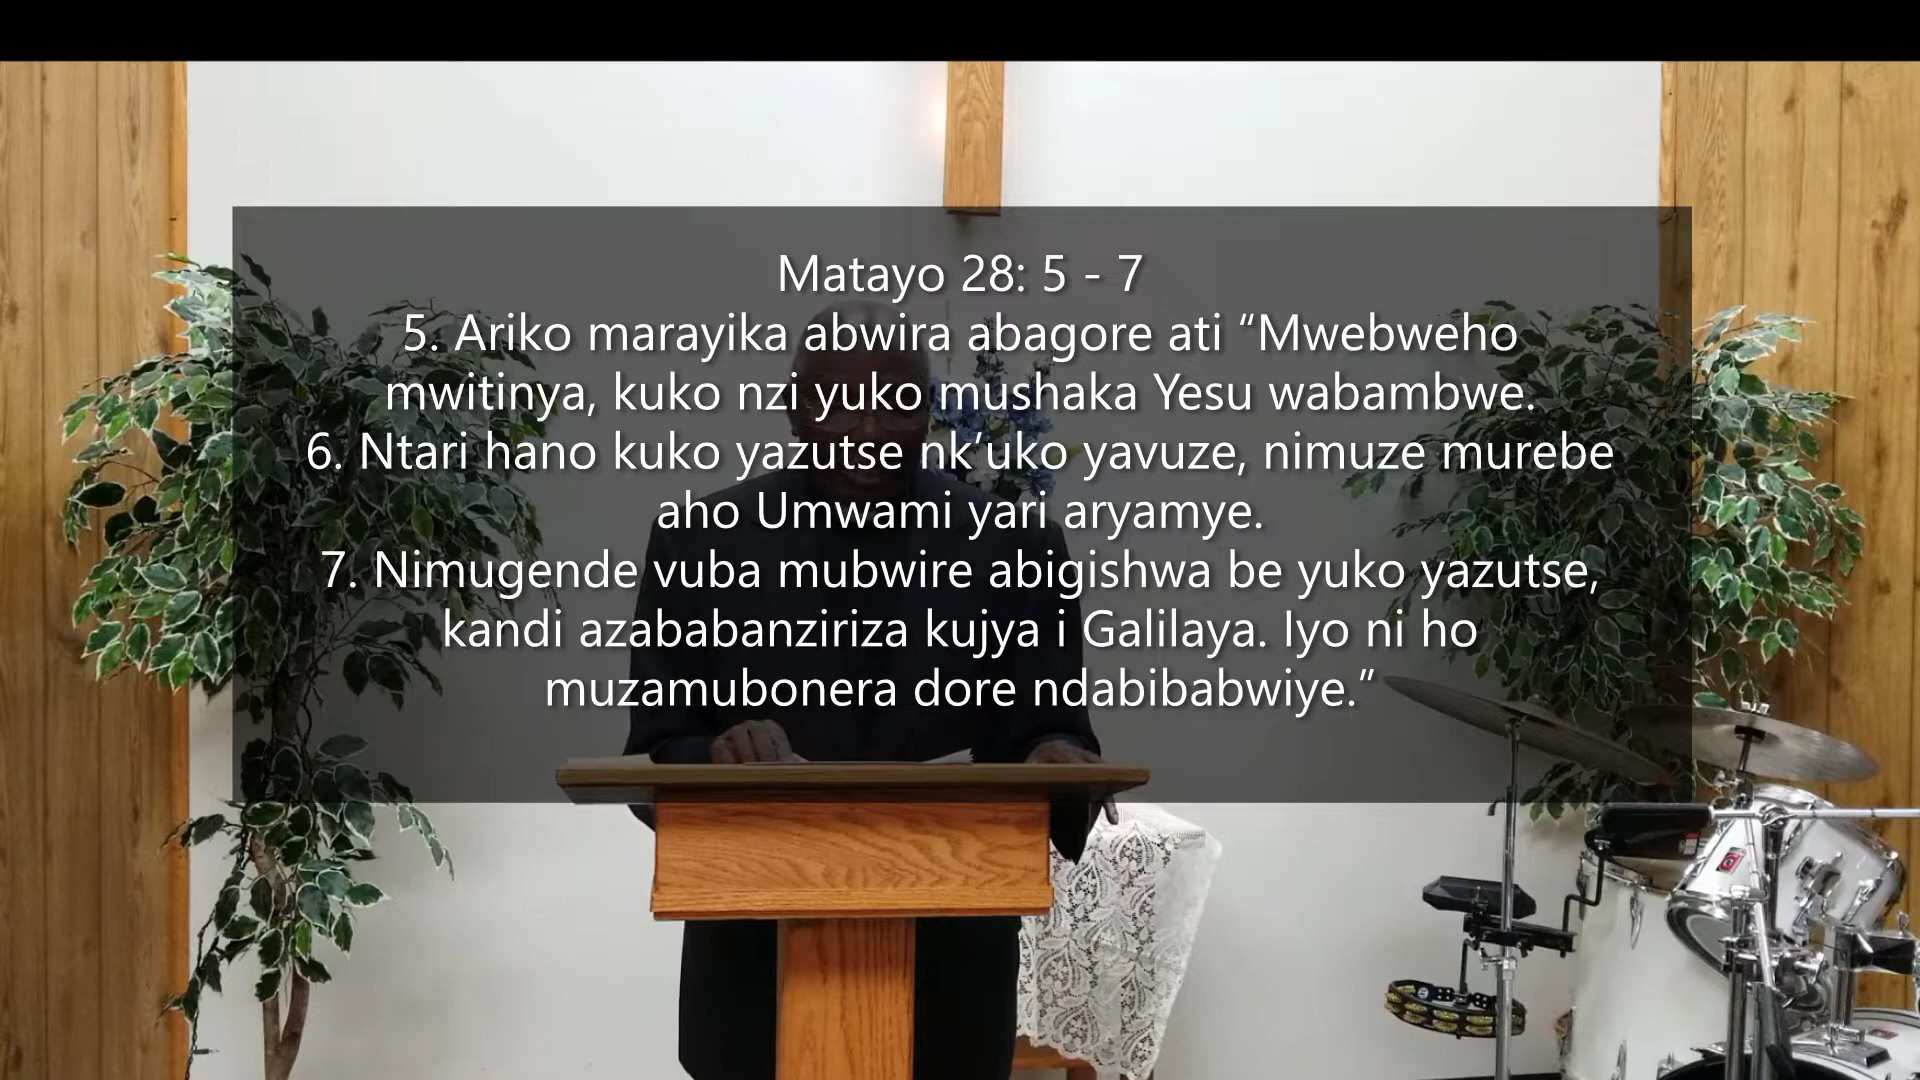 Matayo 28: 5 - 7
5. Ariko marayika abwira abagore ati “Mwebweho
mwitinya, kuko nzi yuko mushaka Yesu wabambwe.
6. Ntari hano kuko yazutse nk’uko yavuze, nimuze murebe
aho Umwami yari aryamye.
7. Nimugende vuba mubwire abigishwa be yuko yazutse,
kandi azababanziriza kujya i Galilaya. Iyo ni ho
muzamubonera dore ndabibabwiye.”